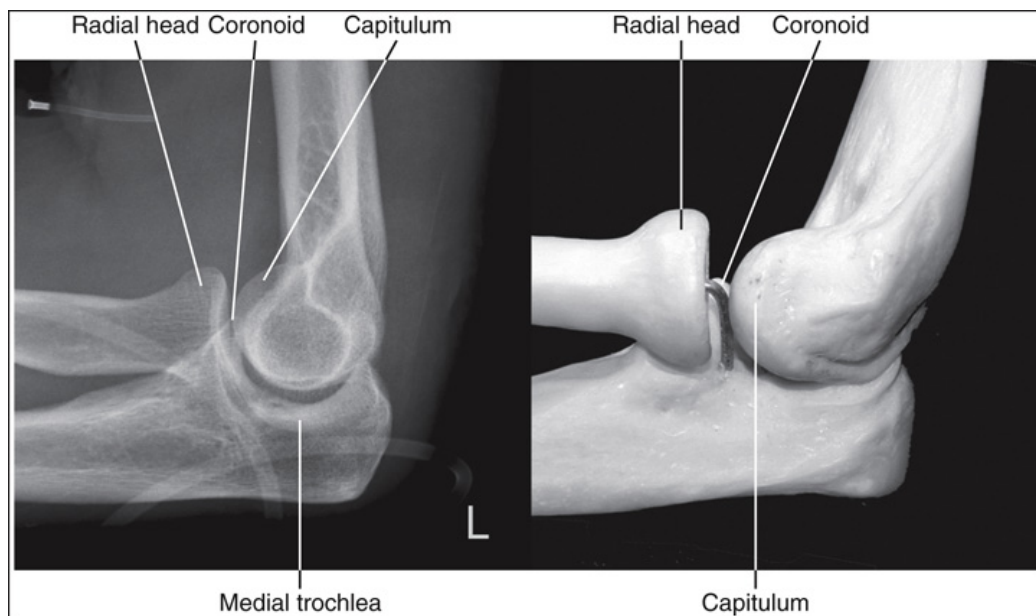 Radial head Coronoid Capitulum
Radial head Coronoid
L
Medial trochlea
Capitulum